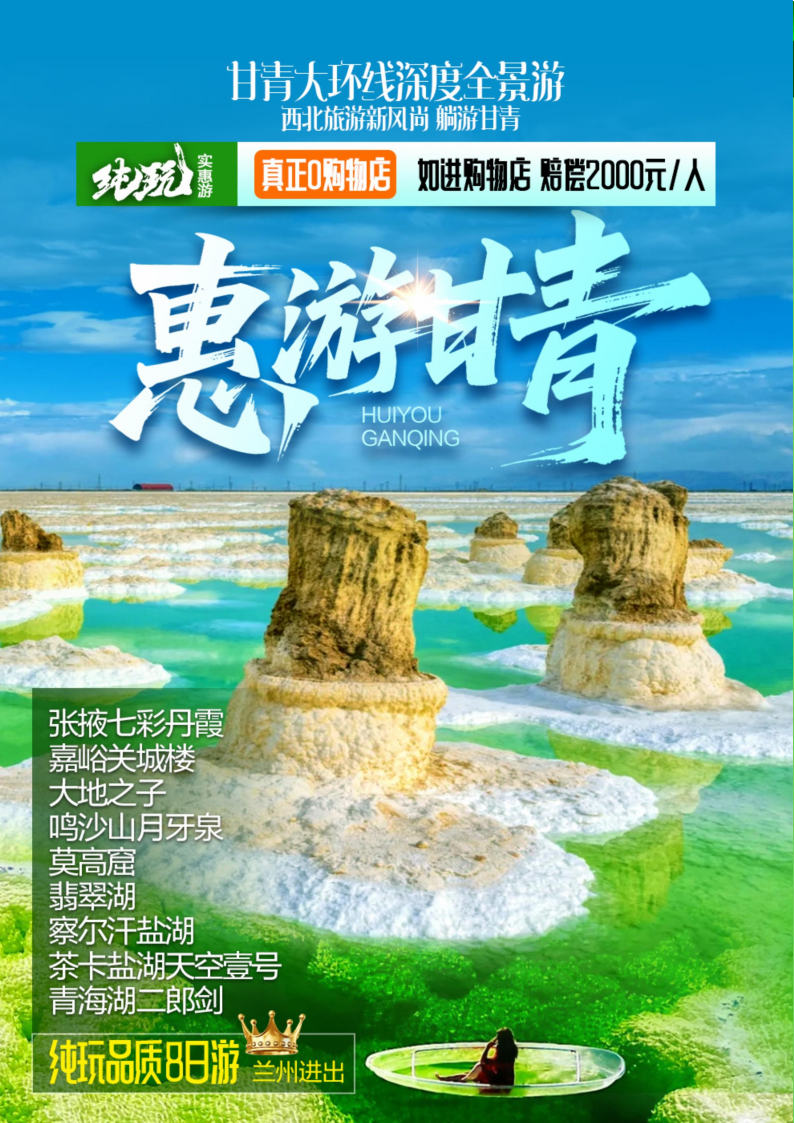 甘青大环线深度全景游
西北旅游新风尚 躺游甘青
纯玩 实惠游 真正0购物店 如进购物店 赔偿2000元/人
惠游甘青
HUIYOU
GANQING
张掖七彩丹霞
嘉峪关城楼
大地之子
鸣沙山月牙泉
莫高窟
翡翠湖
察尔汗盐湖
茶卡盐湖天空壹号
青海湖二郎剑
纯玩品质8日游 兰州进出